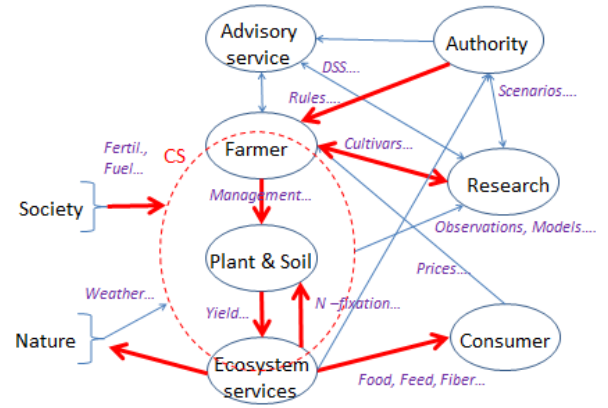 Advisory
service
Authority
DSS....
Rules....
Scenarios....
Fertil.,
Fuel...
CS
Farmer
Cultivars...
Research
Society
Management...
Observations, Models....
Plant & Soil
Prices....
Weather...
Yield...
N –fixation...
Nature
Consumer
Ecosystem
services
Food, Feed, Fiber...